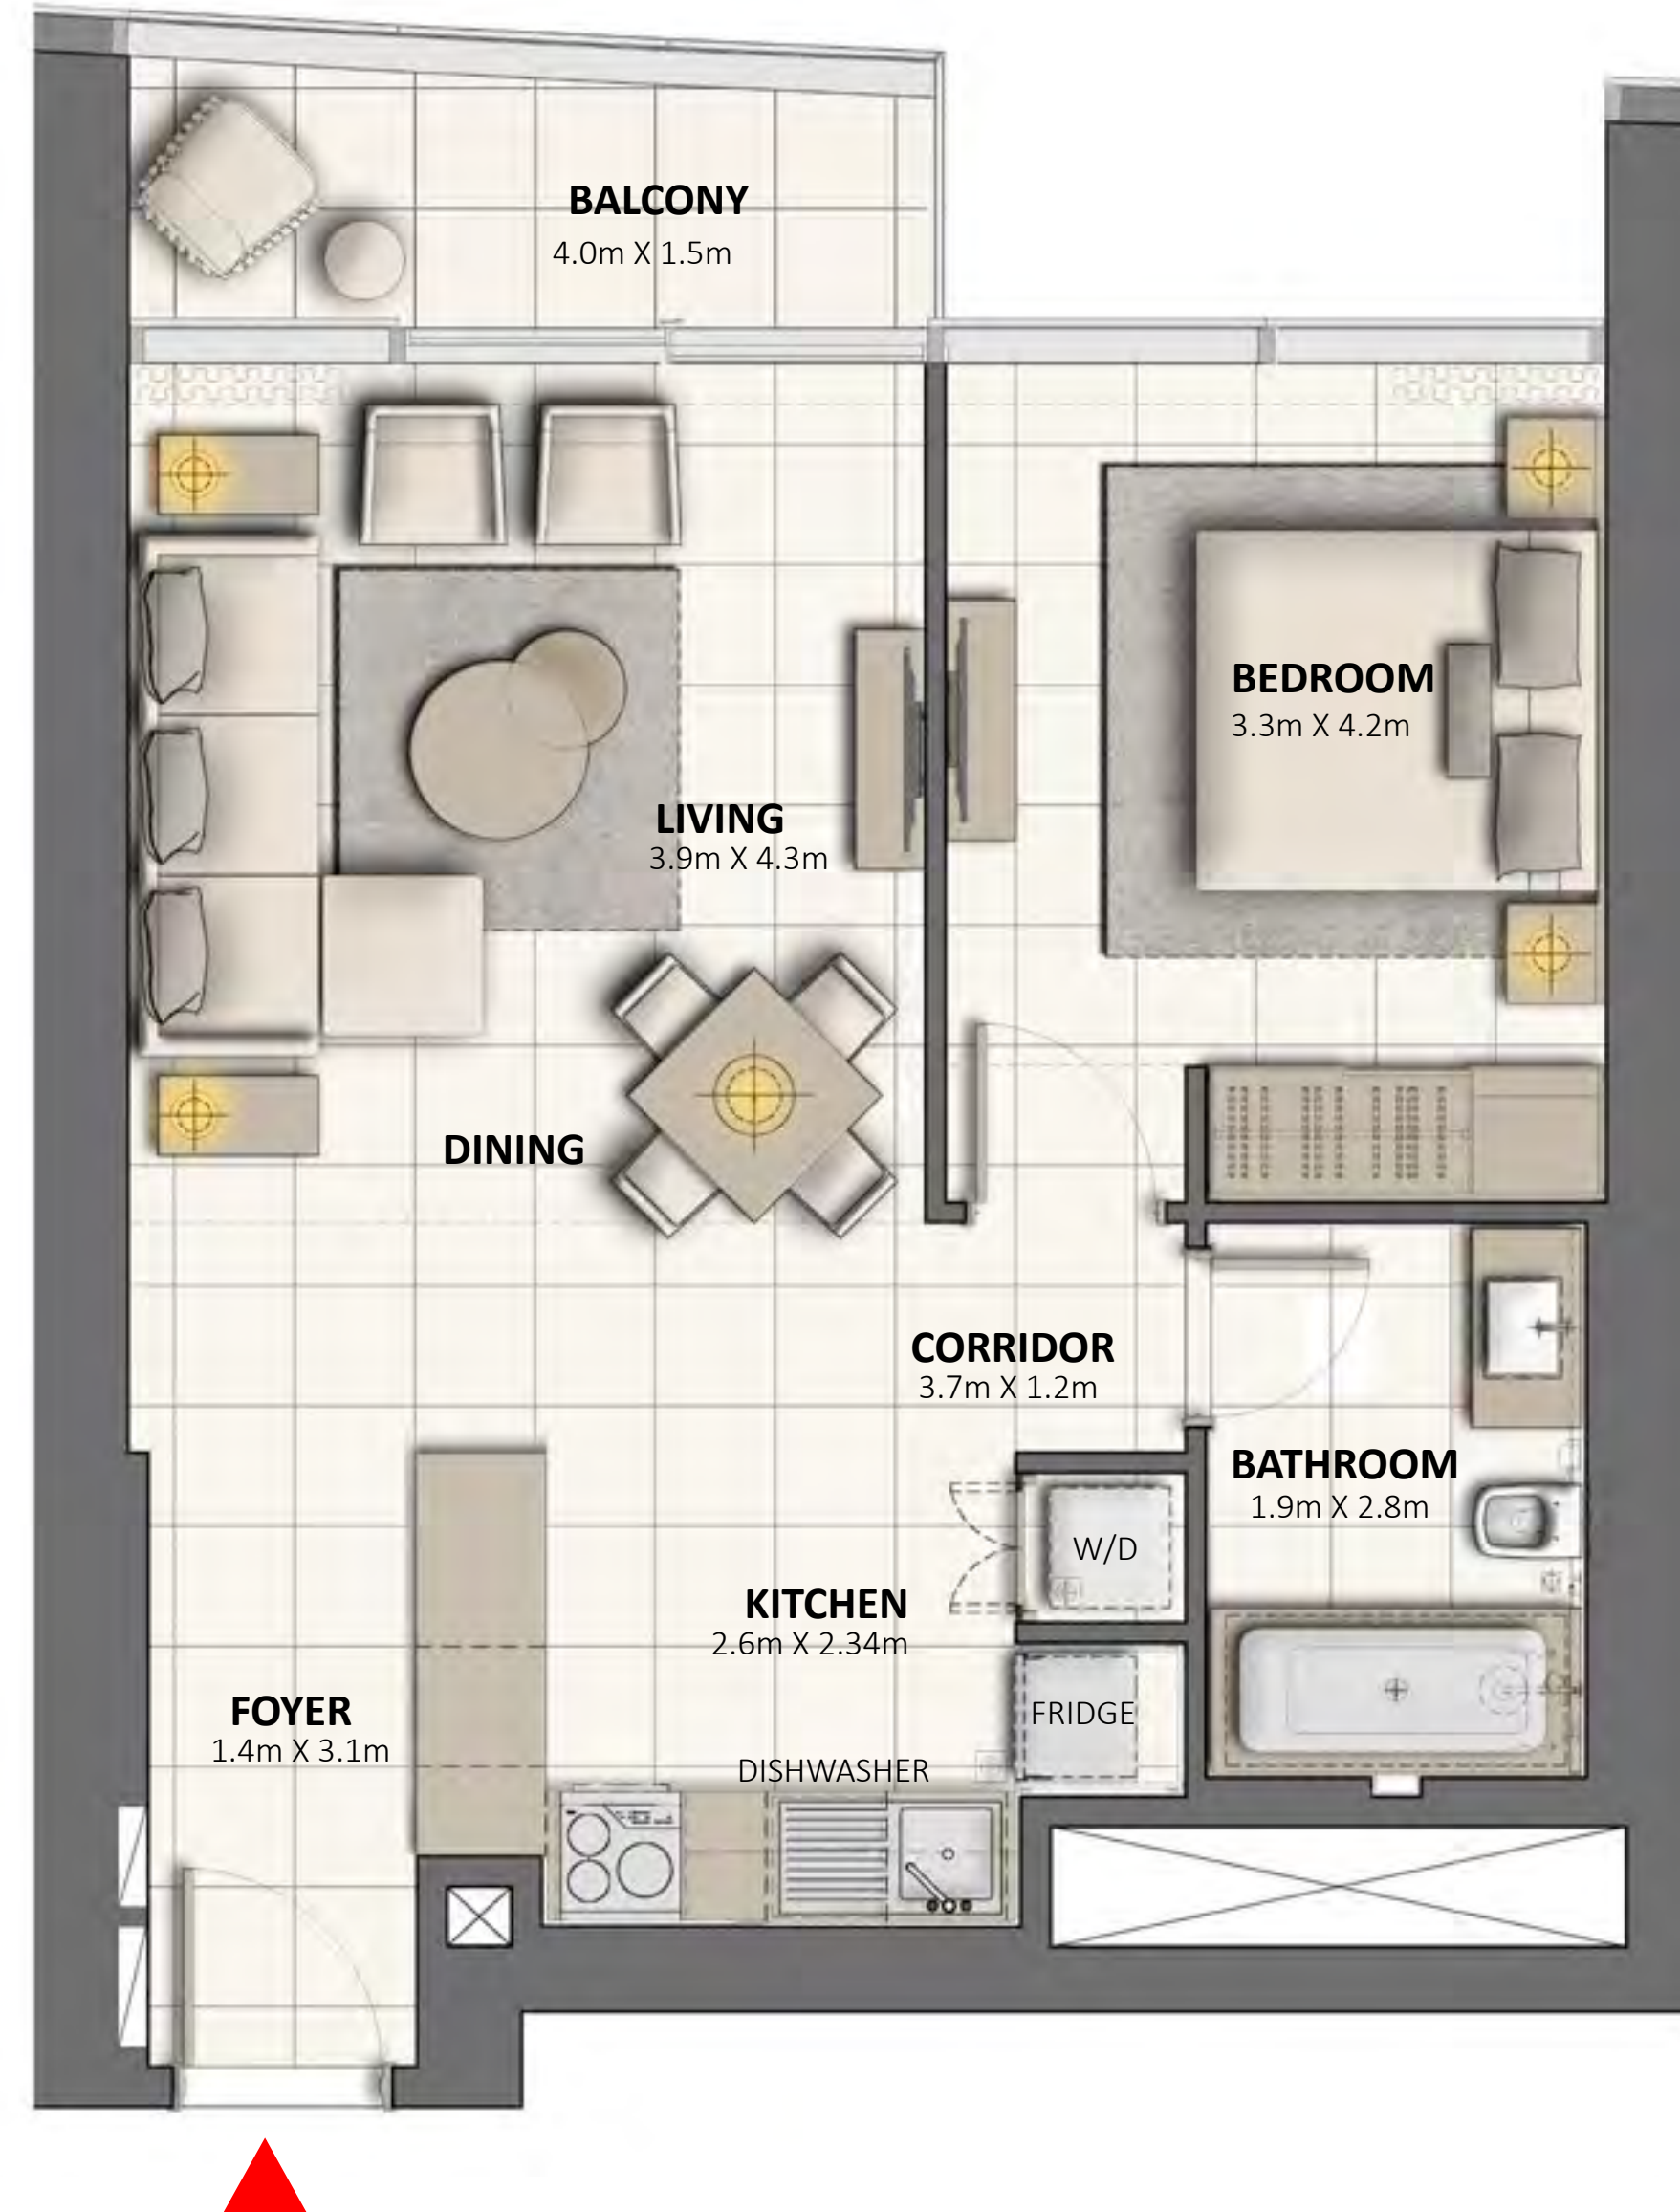 BALCONY
4.0m X 1.5m
BEDROOM
3.3m X 4.2m
LIVING
3.9m X 4.3m
DINING
CORRIDOR
3.7m X 1.2m
BATHROOM
1.9m X 2.8m
W/D
KITCHEN
2.6m X 2.34m
FOYER
1.4m X 3.1m
FRIDGE
DISHWASHER